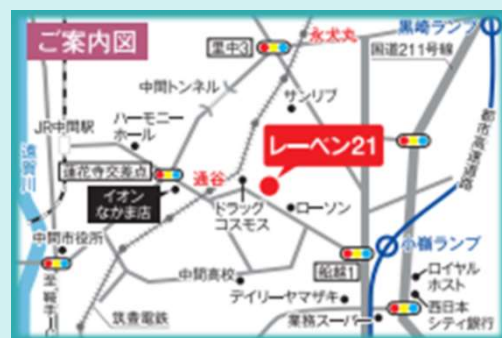 ご案内図
黒崎ランプ
永犬丸
里中3
国道211号線
中間トンネル
サンリブ
JR中間駅
ハーモニー
ホール
都市高速道路
遠賀川
レーベン21
蓮花寺交差点
通谷
イオン
なかま店
ドラッグ
コスモス
ローソン
中間市役所
小嶺ランプ
船越1
中間高校
ロイヤル
ホスト
至鞍手
デイリーヤマザキ
西日本
シティ銀行
筑豊電鉄
業務スーパー